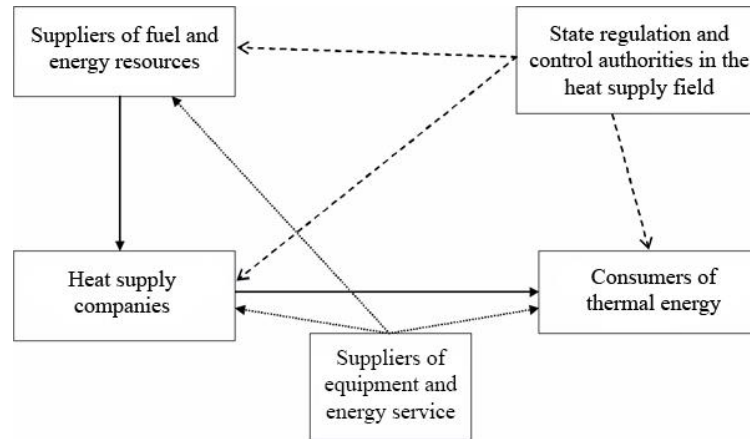 Suppliers of fuel and
energy resources
State regulation and
control authorities in the
heat supply field
Heat supply
companies
Consumers of
thermal energy
Suppliers of
equipment and
energy service